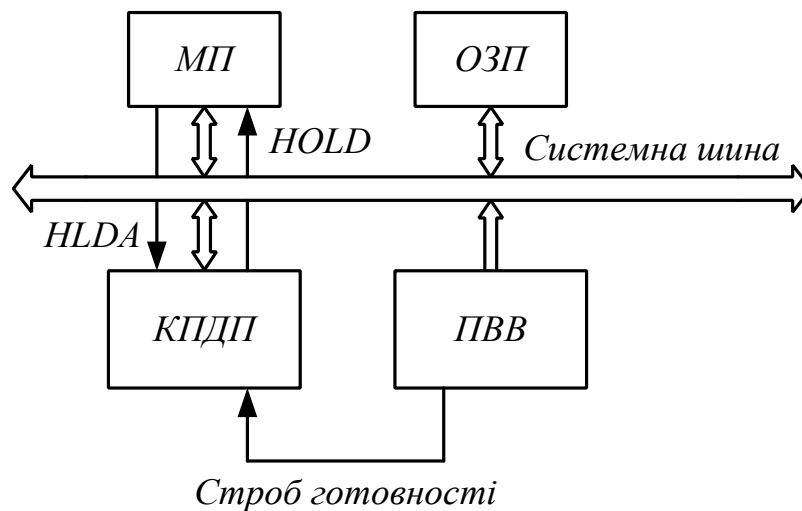 МП
ОЗП
HOLD
Системна шина
HLDA
КПДП
ПВВ
Строб готовності